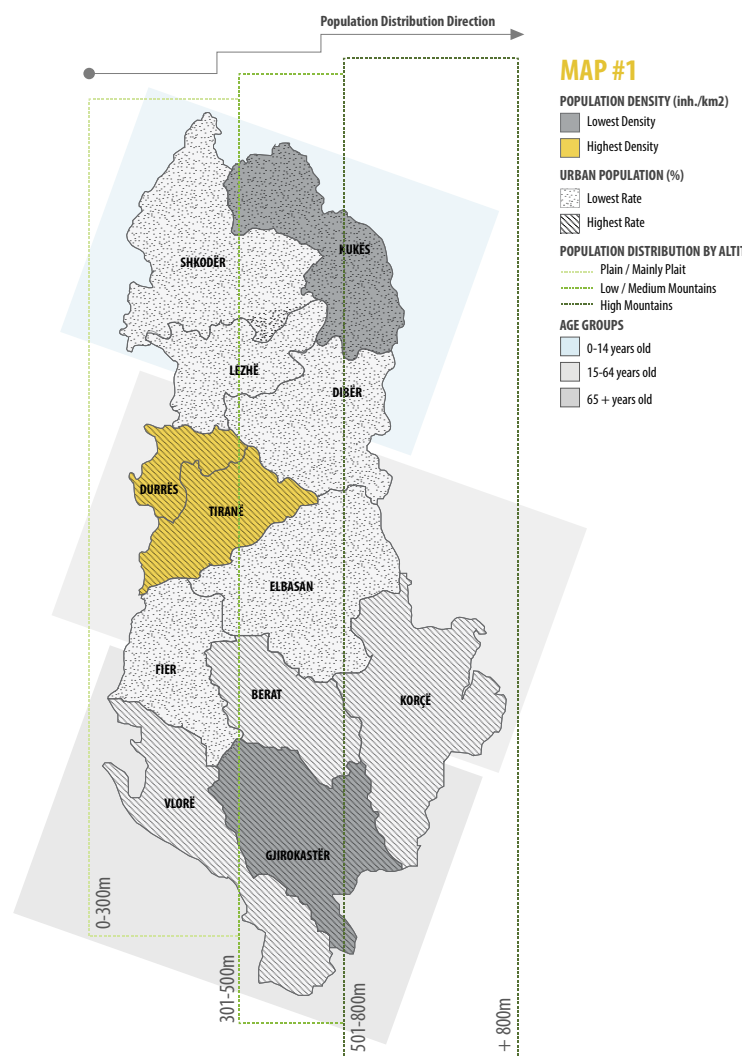 Population Distribution Direction
MAP #1
POPULATION DENSITY (inh./km2)
Lowest Density
Highest Density
URBAN POPULATION (%)
Lowest Rate
Highest Rate
POPULATION DISTRIBUTION BY ALTIT
Plain / Mainly Plait
Low / Medium Mountains
High Mountains
AGE GROUPS
0-14 years old
15-64 years old
65 + years old
SHKODËR
KUKËS
LEZHË
DIBËR
DURRËS
TIRANË
ELBASAN
FIER
BERAT
KORÇË
VLORË
GJIROKASTËR
0-300m
301-500m
501-800m
+ 800m